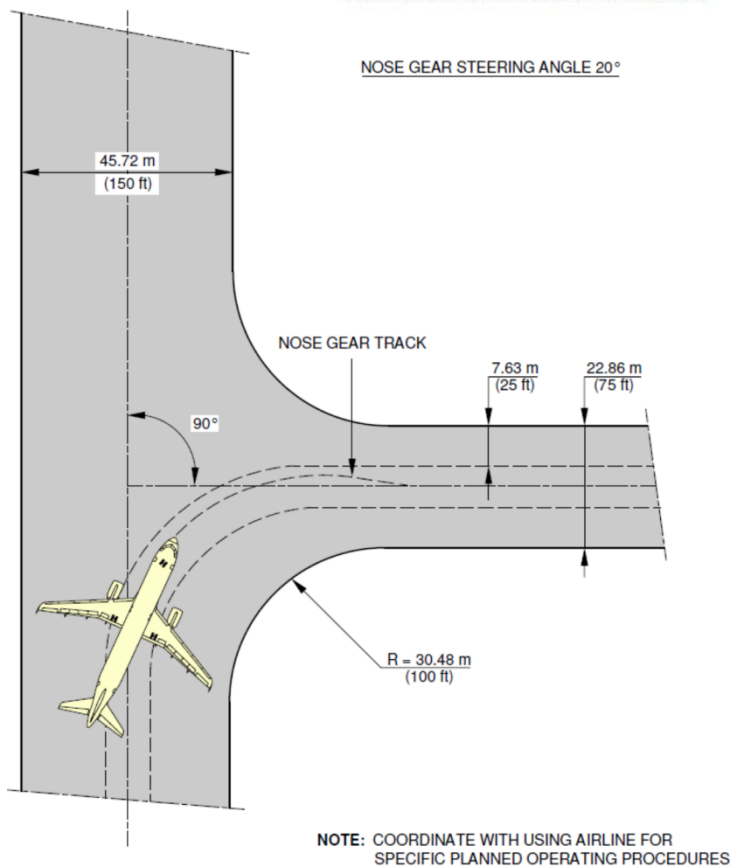 NOSE GEAR STEERING ANGLE 20°
45.72 m
(150 ft)
NOSE GEAR TRACK
7.63 m
(25 ft)
22.86 m
(75 ft)
90°
R = 30.48 m
(100 ft)
NOTE: COORDINATE WITH USING AIRLINE FOR
SPECIFIC PLANNED OPERATING PROCEDURES